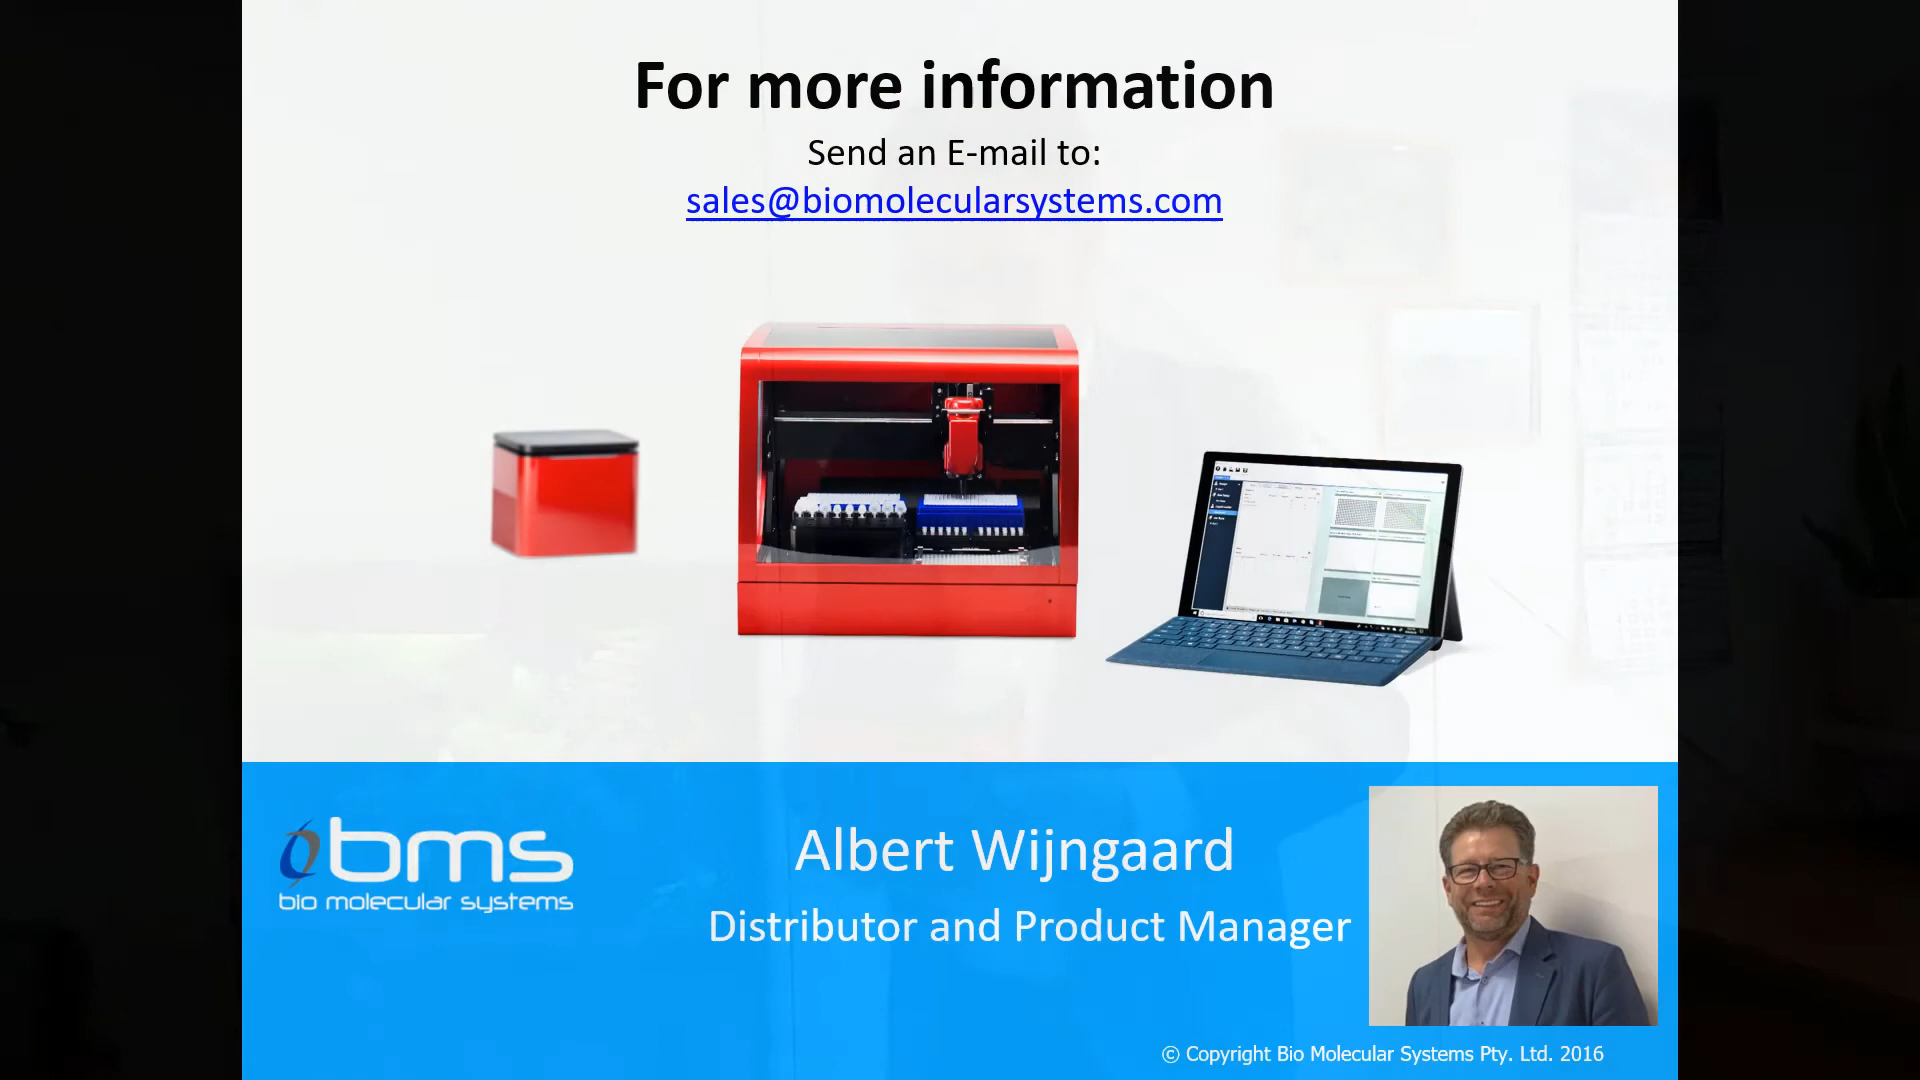 For more information
Send an E-mail to:
sales@biomolecularsystems.com
bms
bio molecular systems
Albert Wijngaard
Distributor and Product Manager
© Copyright Bio Molecular Systems Pty. Ltd. 2016